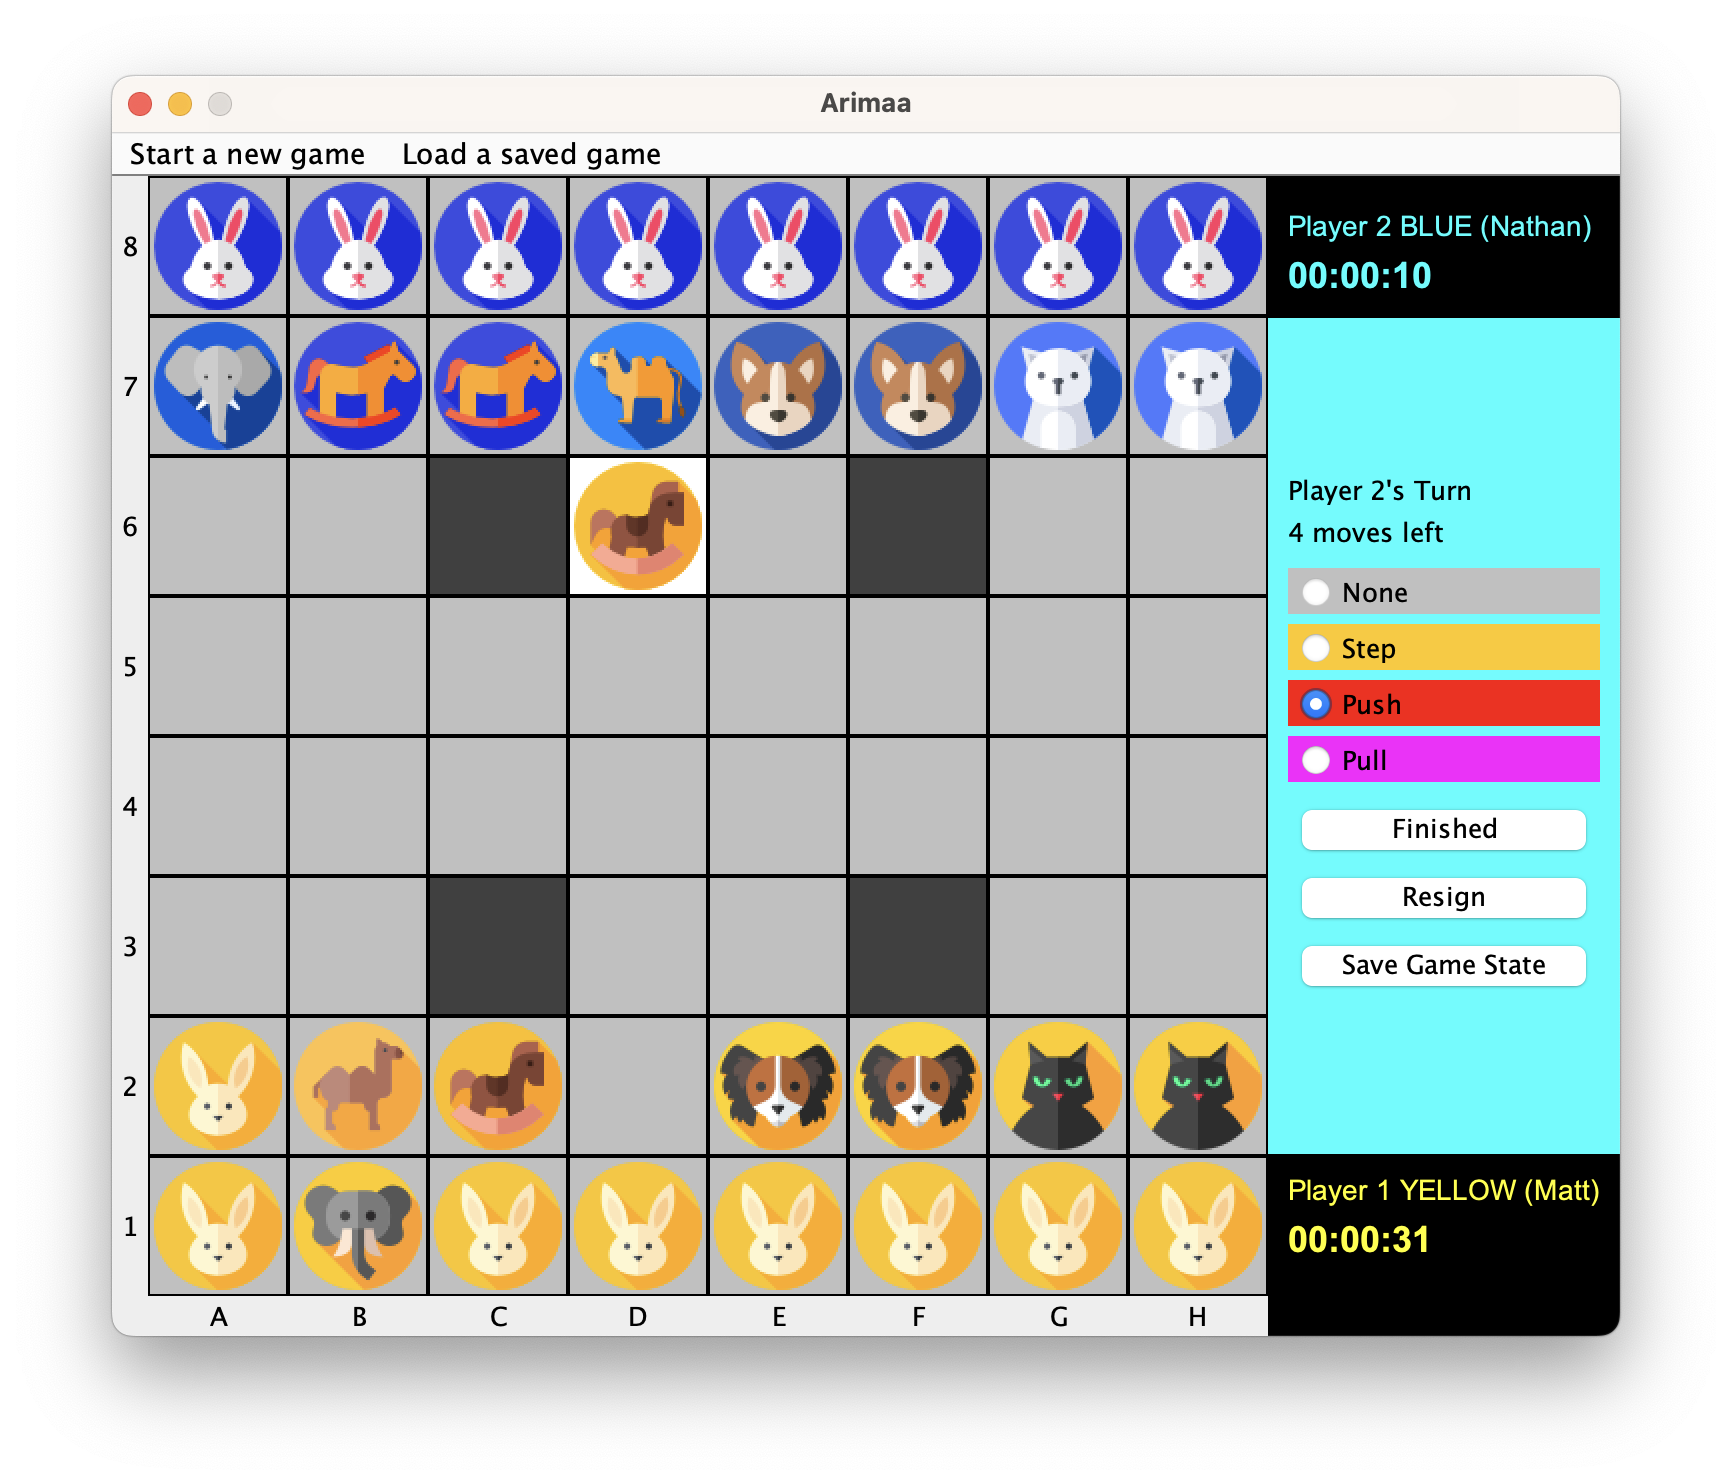 Arimaa
Start a new game Load a saved game
8
7
6
5
4
3
2
1
A B C D E F G H
Player 2 BLUE (Nathan)
00:00:10
Player 2's Turn
4 moves left
None
Step
Push
Pull
Finished
Resign
Save Game State
Player 1 YELLOW (Matt)
00:00:31